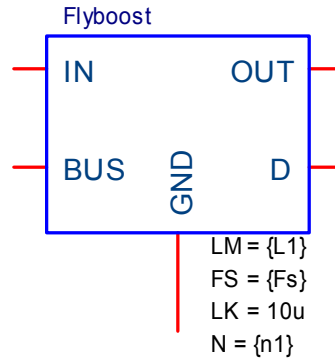 Flyboost
IN OUT
BUS D
GND
LM = {L1}
FS = {Fs}
LK = 10u
N = {n1}